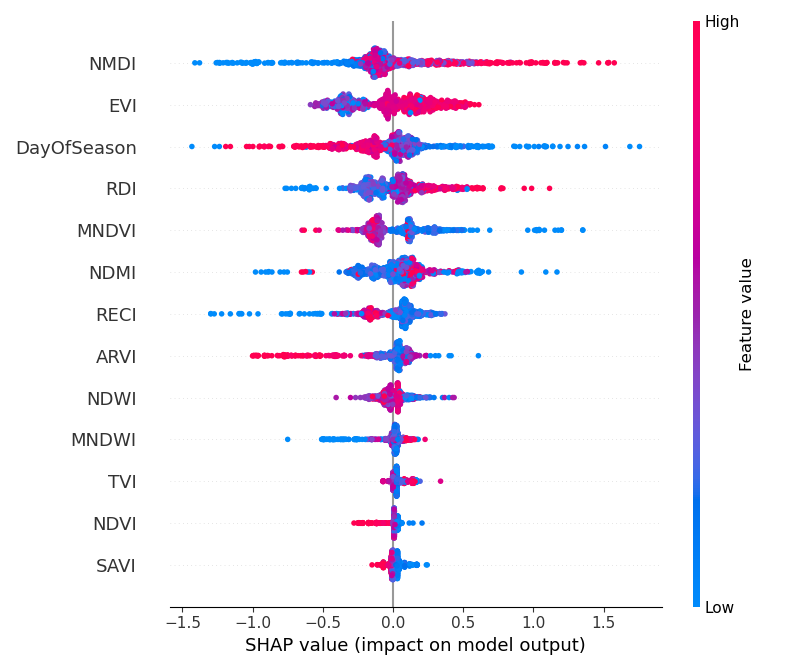 High
NMDI
EVI
DayOfSeason
RDI
MNDVI
NDMI
RECI
ARVI
NDWI
MNDWI
TVI
NDVI
SAVI
Feature value
Low
−1.5 −1.0 −0.5 0.0 0.5 1.0 1.5
SHAP value (impact on model output)